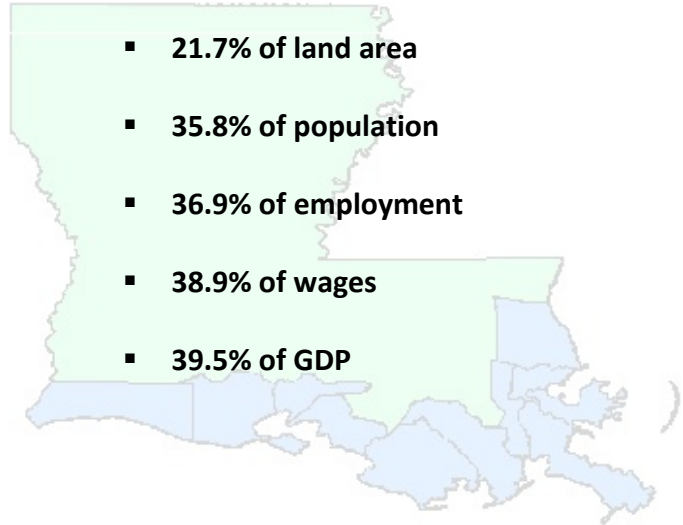 ▪ 21.7% of land area
▪ 35.8% of population
▪ 36.9% of employment
▪ 38.9% of wages
▪ 39.5% of GDP